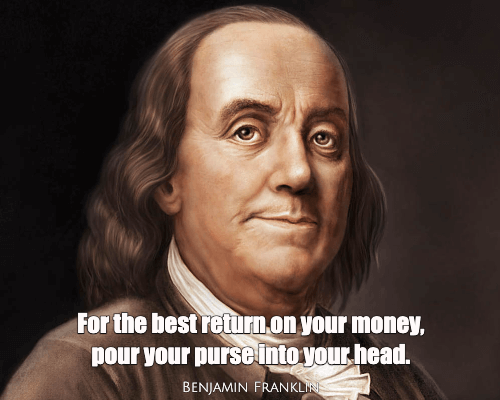 For the best return on your money,
pour your purse into your head.
Benjamin Franklin